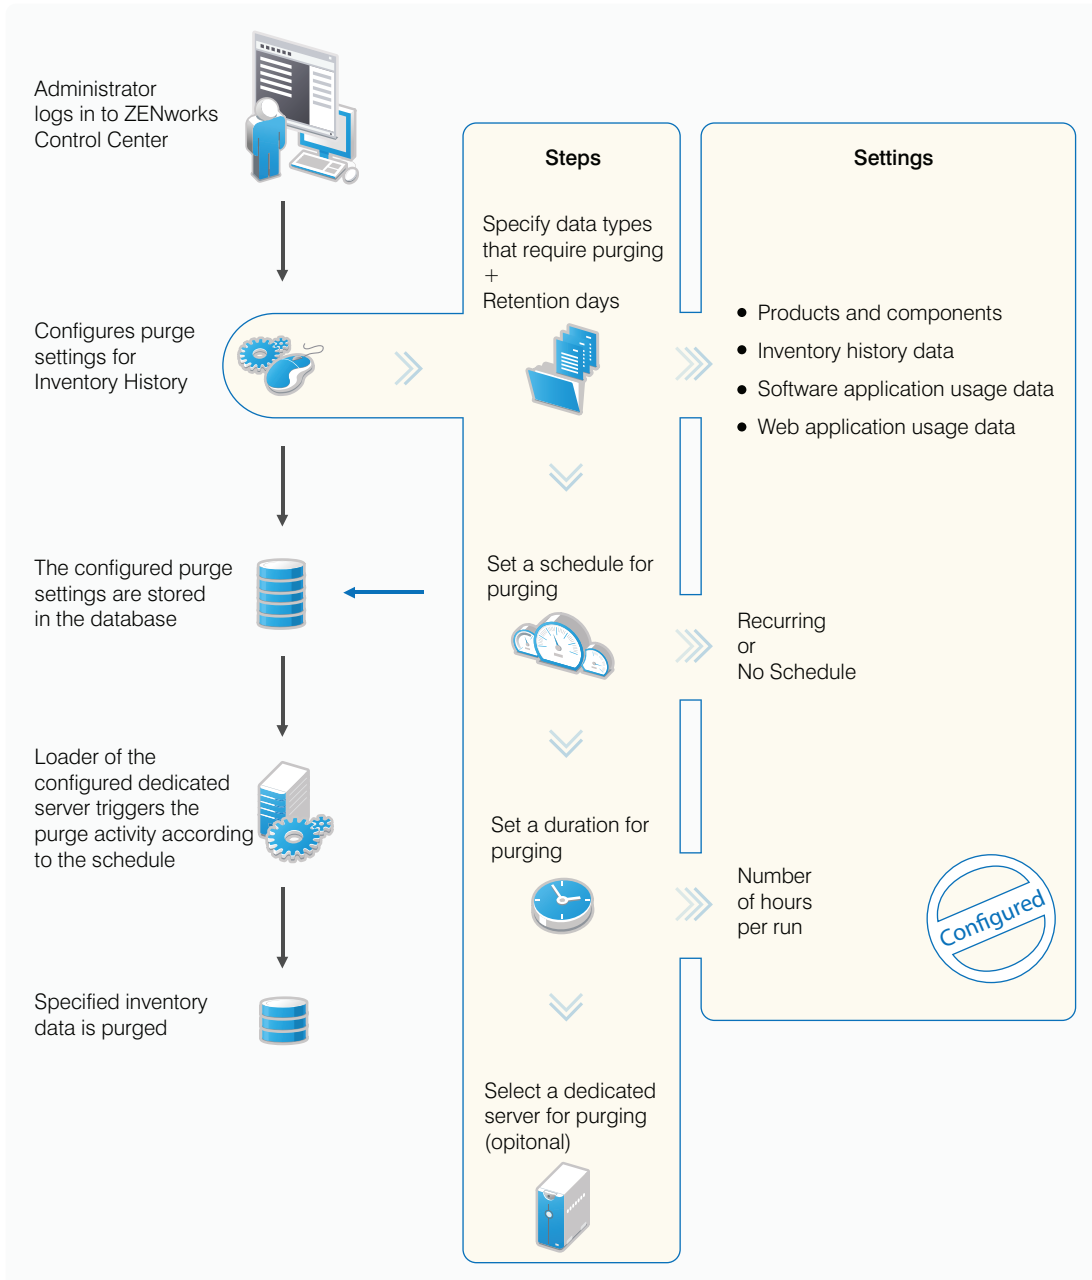 Administrator
logs in to ZENworks
Control Center
Configures purge
settings for
Inventory History
The configured purge
settings are stored
in the database
Loader of the
configured dedicated
server triggers the
purge activity according
to the schedule
Specified inventory
data is purged
Steps
Specify data types
that require purging
+
Retention days
Set a schedule for
purging
Set a duration for
purging
Select a dedicated
server for purging
(opitonal)
Settings
• Products and components
• Inventory history data
• Software application usage data
• Web application usage data
Recurring
or
No Schedule
Number
of hours
per run
Configured